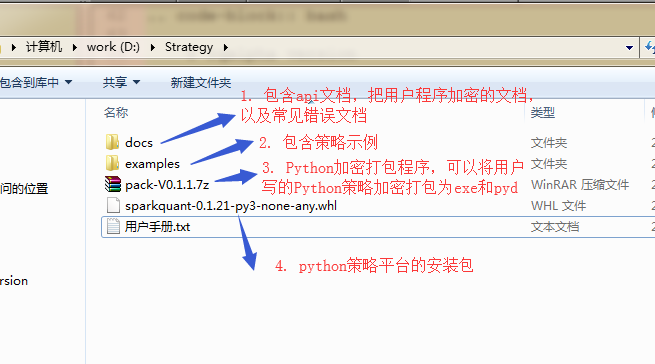 .. code-block:: bash
计算机 ▸ work (D:) ▸ Strategy ▸
包含到库中 ▼ 共享 ▼ 新建文件夹
1. 包含api文档，把用户程序加密的文档，
以及常见错误文档
名称 类型
docs 文件夹
2. 包含策略示例
examples 文件夹
3. Python加密打包程序，可以将用户
写的Python策略加密打包为exe和pyd
问的位置
pack-V0.1.1.7z WinRAR 压缩文件
sparkquant-0.1.21-py3-none-any.whl WHL 文件
用户手册.txt 文本文档
4. python策略平台的安装包
ersion